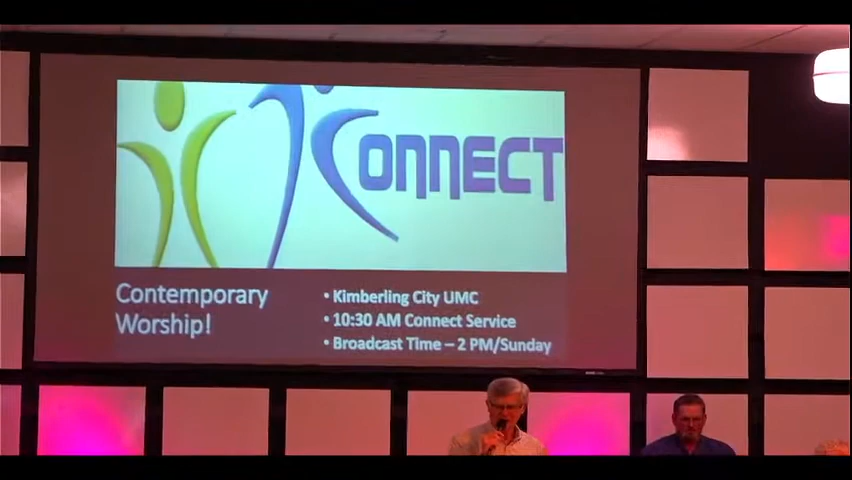 CONNECT
Contemporary
Worship!
• Kimberling City UMC
• 10:30 AM Connect Service
• Broadcast Time – 2 PM/Sunday